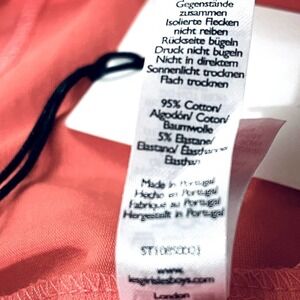 Gegenstände
zusammen
Isolierte Flecken
nicht reiben
Rückseite bügeln
Druck nicht bügeln
Nicht in direktem
Sonnenlicht trocknen
Flach trocknen
95% Cotton/
Algodón/ Coton/
Baumwolle
5% Elastane/
Elastano/ Élasthanne/
Elasthan
Made in Portugal
Hecho en Portugal
Fabriqué au Portugal
Hergestellt in Portugal
www.
London